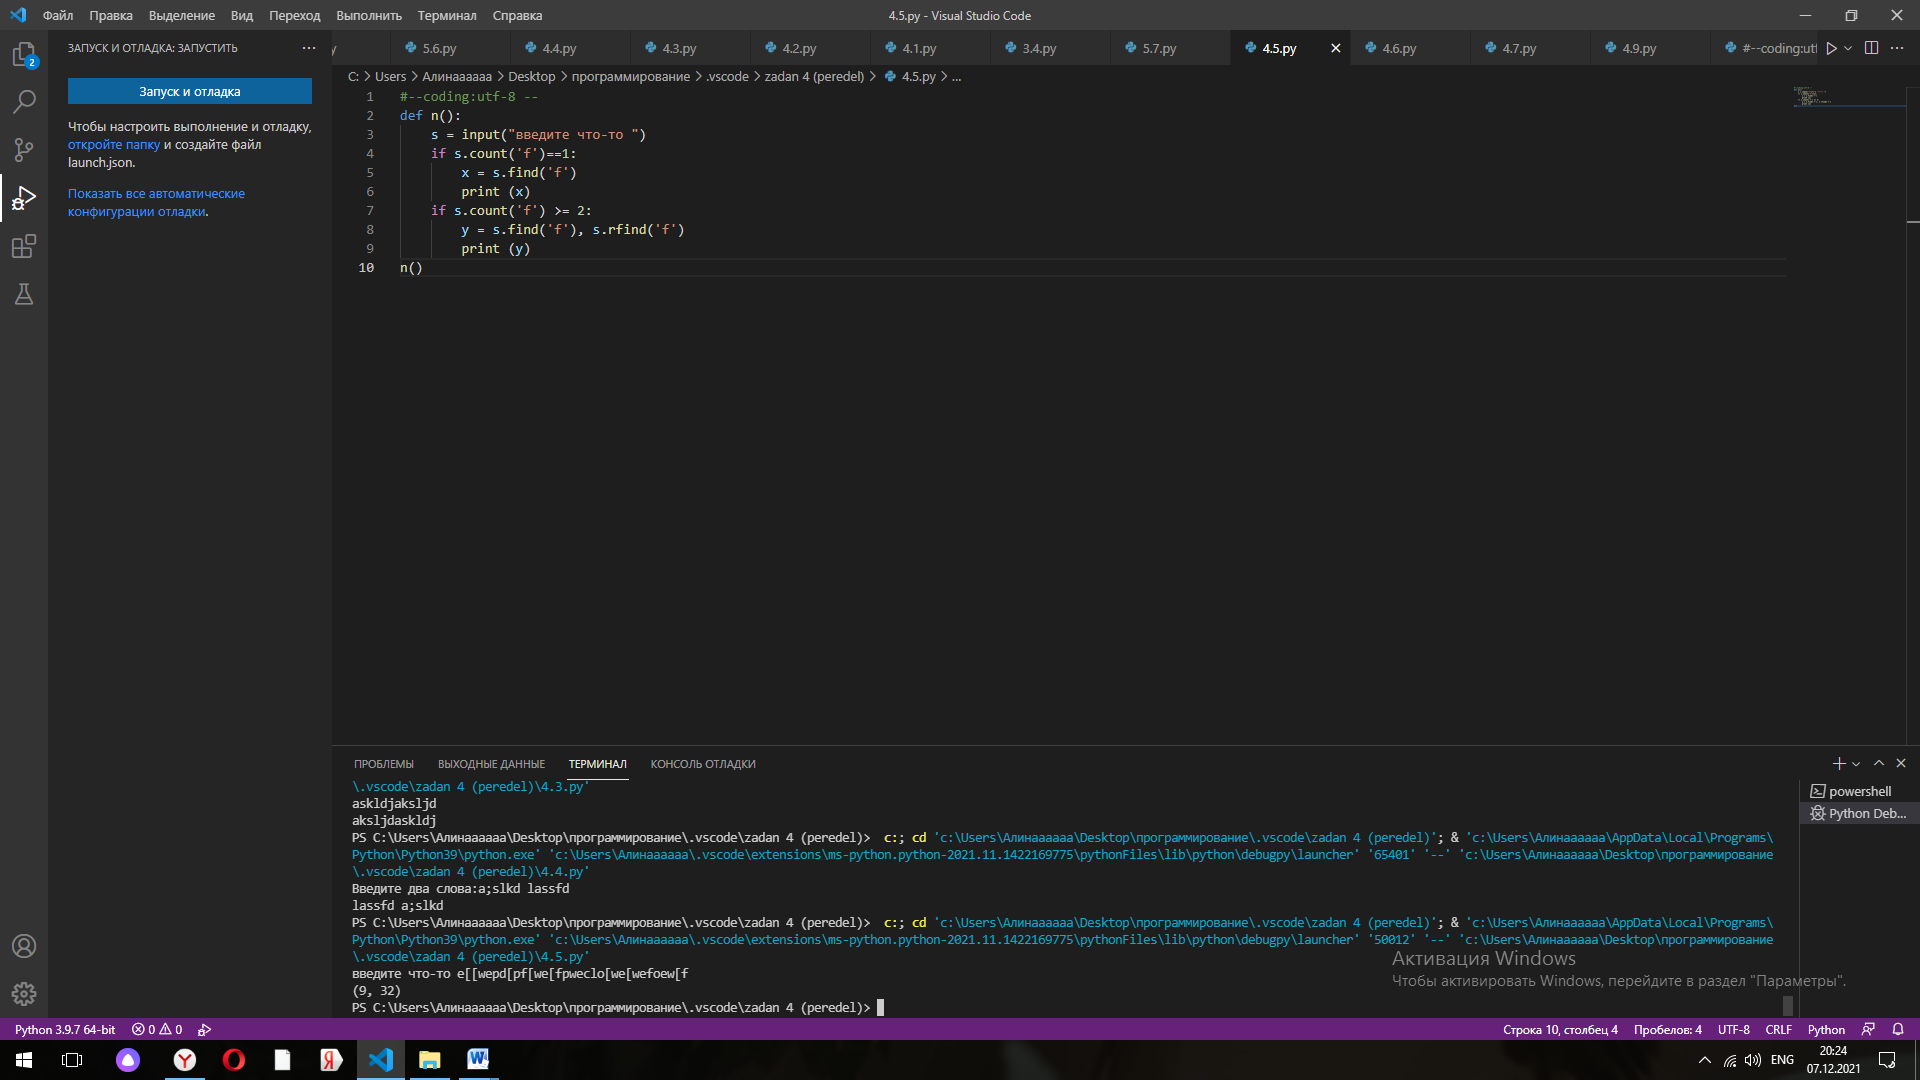 Файл Правка Выделение Вид Переход Выполнить Терминал Справка
4.5.py - Visual Studio Code
ЗАПУСК И ОТЛАДКА: ЗАПУСТИТЬ
2
Запуск и отладка
Чтобы настроить выполнение и отладку,
откройте папку и создайте файл
launch.json.
Показать все автоматические
конфигурации отладки.
5.6.py 4.4.py 4.3.py 4.2.py 4.1.py 3.4.py 5.7.py 4.5.py 4.6.py 4.7.py 4.9.py #--coding:utf
C: > Users > Алинаааааа > Desktop > программирование > .vscode > zadan 4 (peredel) > 4.5.py > ...
1 #--coding:utf-8 --
2 def n():
3 s = input("введите что-то ")
4 if s.count('f')==1:
5 x = s.find('f')
6 print (x)
7 if s.count('f') >= 2:
8 y = s.find('f'), s.rfind('f')
9 print (y)
10 n()
ПРОБЛЕМЫ ВЫХОДНЫЕ ДАННЫЕ ТЕРМИНАЛ КОНСОЛЬ ОТЛАДКИ
\.vscode\zadan 4 (peredel)\4.3.py'
askldjaksljd
aksljdaskldj
PS C:\Users\Алинаааааа\Desktop\программирование\.vscode\zadan 4 (peredel)> c:; cd 'c:\Users\Алинаааааа\Desktop\программирование\.vscode\zadan 4 (peredel)'; & 'c:\Users\Алинаааааа\AppData\Local\Programs\
Python\Python39\python.exe' 'c:\Users\Алинаааааа\.vscode\extensions\ms-python.python-2021.11.1422169775\pythonFiles\lib\python\debugpy\launcher' '65401' '--' 'c:\Users\Алинаааааа\Desktop\программирование
\.vscode\zadan 4 (peredel)\4.4.py'
Введите два слова:a;slkd lassfd
lassfd a;slkd
PS C:\Users\Алинаааааа\Desktop\программирование\.vscode\zadan 4 (peredel)> c:; cd 'c:\Users\Алинаааааа\Desktop\программирование\.vscode\zadan 4 (peredel)'; & 'c:\Users\Алинаааааа\AppData\Local\Programs\
Python\Python39\python.exe' 'c:\Users\Алинаааааа\.vscode\extensions\ms-python.python-2021.11.1422169775\pythonFiles\lib\python\debugpy\launcher' '50012' '--' 'c:\Users\Алинаааааа\Desktop\программирование
\.vscode\zadan 4 (peredel)\4.5.py'
введите что-то e[[wepd[pf[we[fpweclo[we[wefoew[f
(9, 32)
PS C:\Users\Алинаааааа\Desktop\программирование\.vscode\zadan 4 (peredel)>
powershell
Python Deb...
Активация Windows
Чтобы активировать Windows, перейдите в раздел "Параметры".
Python 3.9.7 64-bit 0 0
Строка 10, столбец 4 Пробелов: 4 UTF-8 CRLF Python
ENG
20:24
07.12.2021